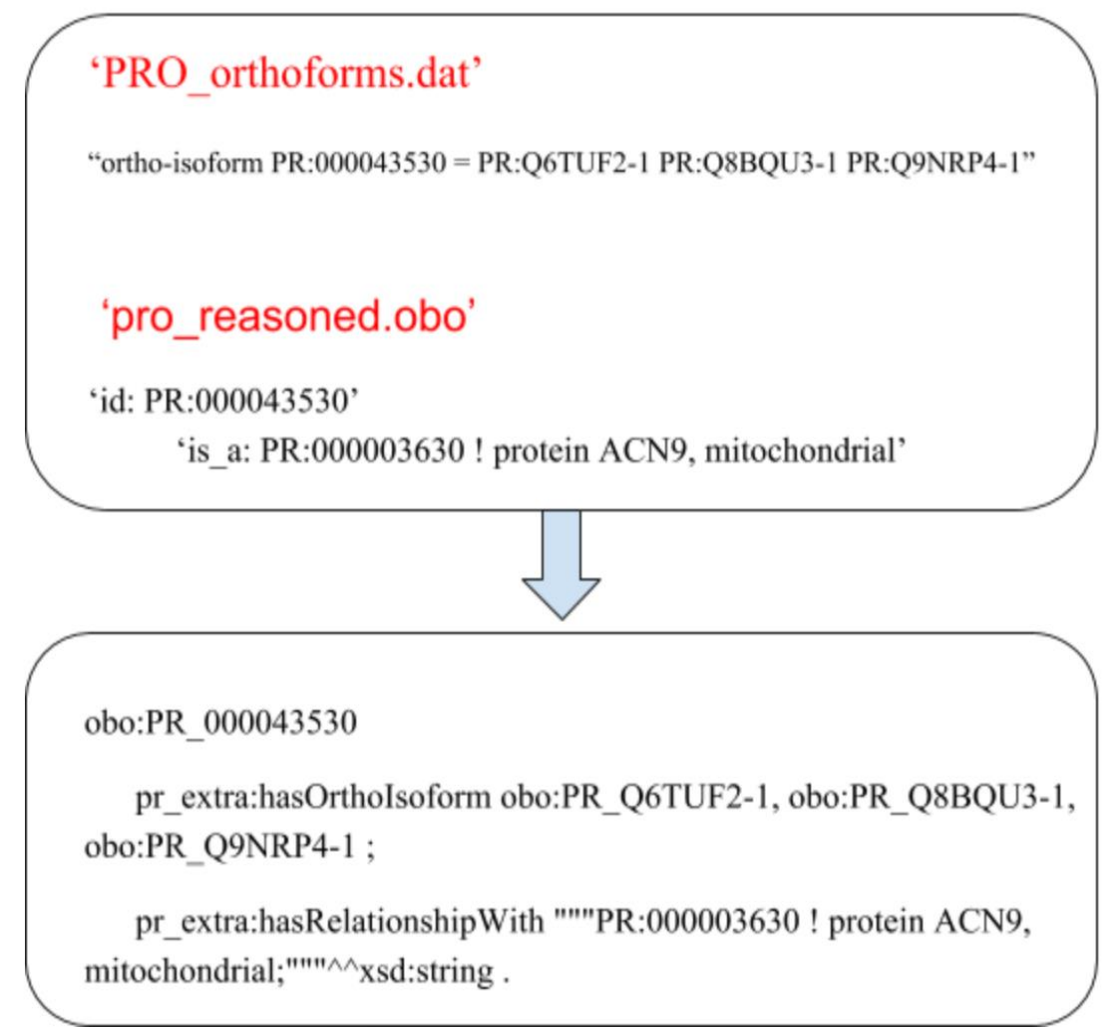 ‘PRO_orthoforms.dat’
“ortho-isoform PR:000043530 = PR:Q6TUF2-1 PR:Q8BQU3-1 PR:Q9NRP4-1”
‘pro_reasoned.obo’
‘id: PR:000043530’
‘is_a: PR:000003630 ! protein ACN9, mitochondrial’
obo:PR_000043530
pr_extra:hasOrthoIsoform obo:PR_Q6TUF2-1, obo:PR_Q8BQU3-1,
obo:PR_Q9NRP4-1 ;
pr_extra:hasRelationshipWith """PR:000003630 ! protein ACN9,
mitochondrial;"""^^xsd:string .